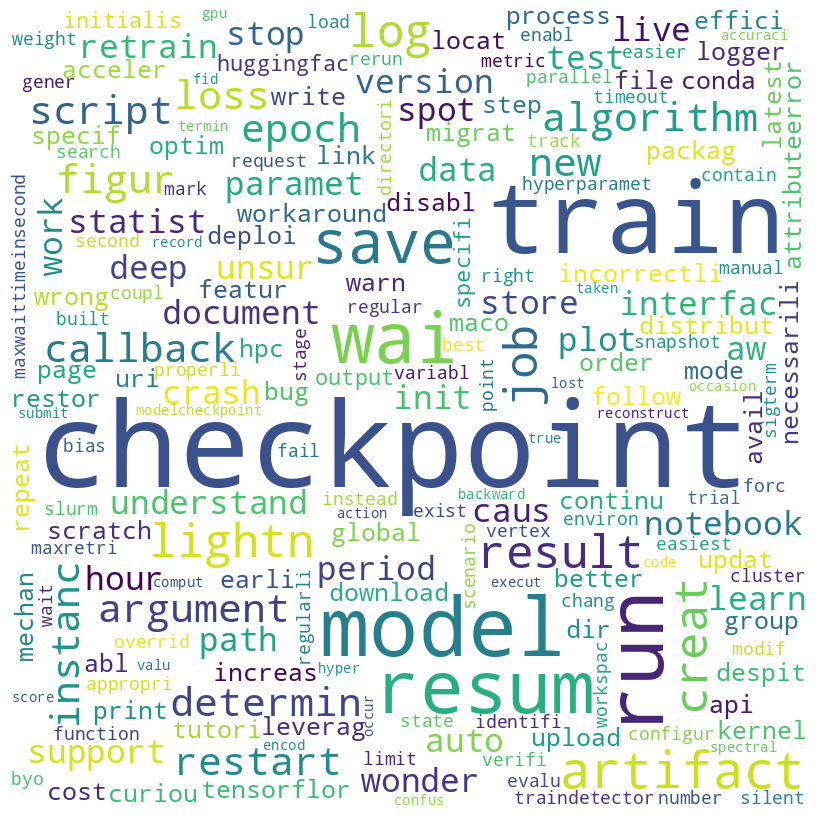 initialis gpu stop log locat live process effici
weight retrain load enabl accuraci
acceler huggingfac rerun metric test easier logger
gener fid loss write version spot step parallel file conda latest
script termin epoch timeout algorithm
specif optim link migrat track packag
search request directori data new contain
figur mark paramet disabl hyperparamet attributeerror
work statist workaround save train
second record deploi specifi right incorrectli manual
deep unsur warn store interfac
wrong coupl featur document regular maco taken distribut
maxwaittimeinsecond built callback hpc stage wai best job plot snapshot aw
page properli uri bug output variabl point order mode
restor crash init follow avail necessarili
submit modelcheckpoint lost reconstruct occasion sigterm
checkpoint
bias fail true
repeat slurm understand instead backward continu trial forc
action exist caus environ notebook
scratch global vertex
maxretri lightn result easiest updat code
mechan wait hour comput earli period scenario execut better cluster
instanc argument download chang creat learn
overrid model run dir group
abl valu path regularli modif
appropri increas hyper resum workspac despit
score print determin api
function tutori leverag occur state identifi configur kernel
support encod auto upload spectral
restart limit verifi artifact
byo cost curiou tensorflor wonder evalu
confus traindetector number silent